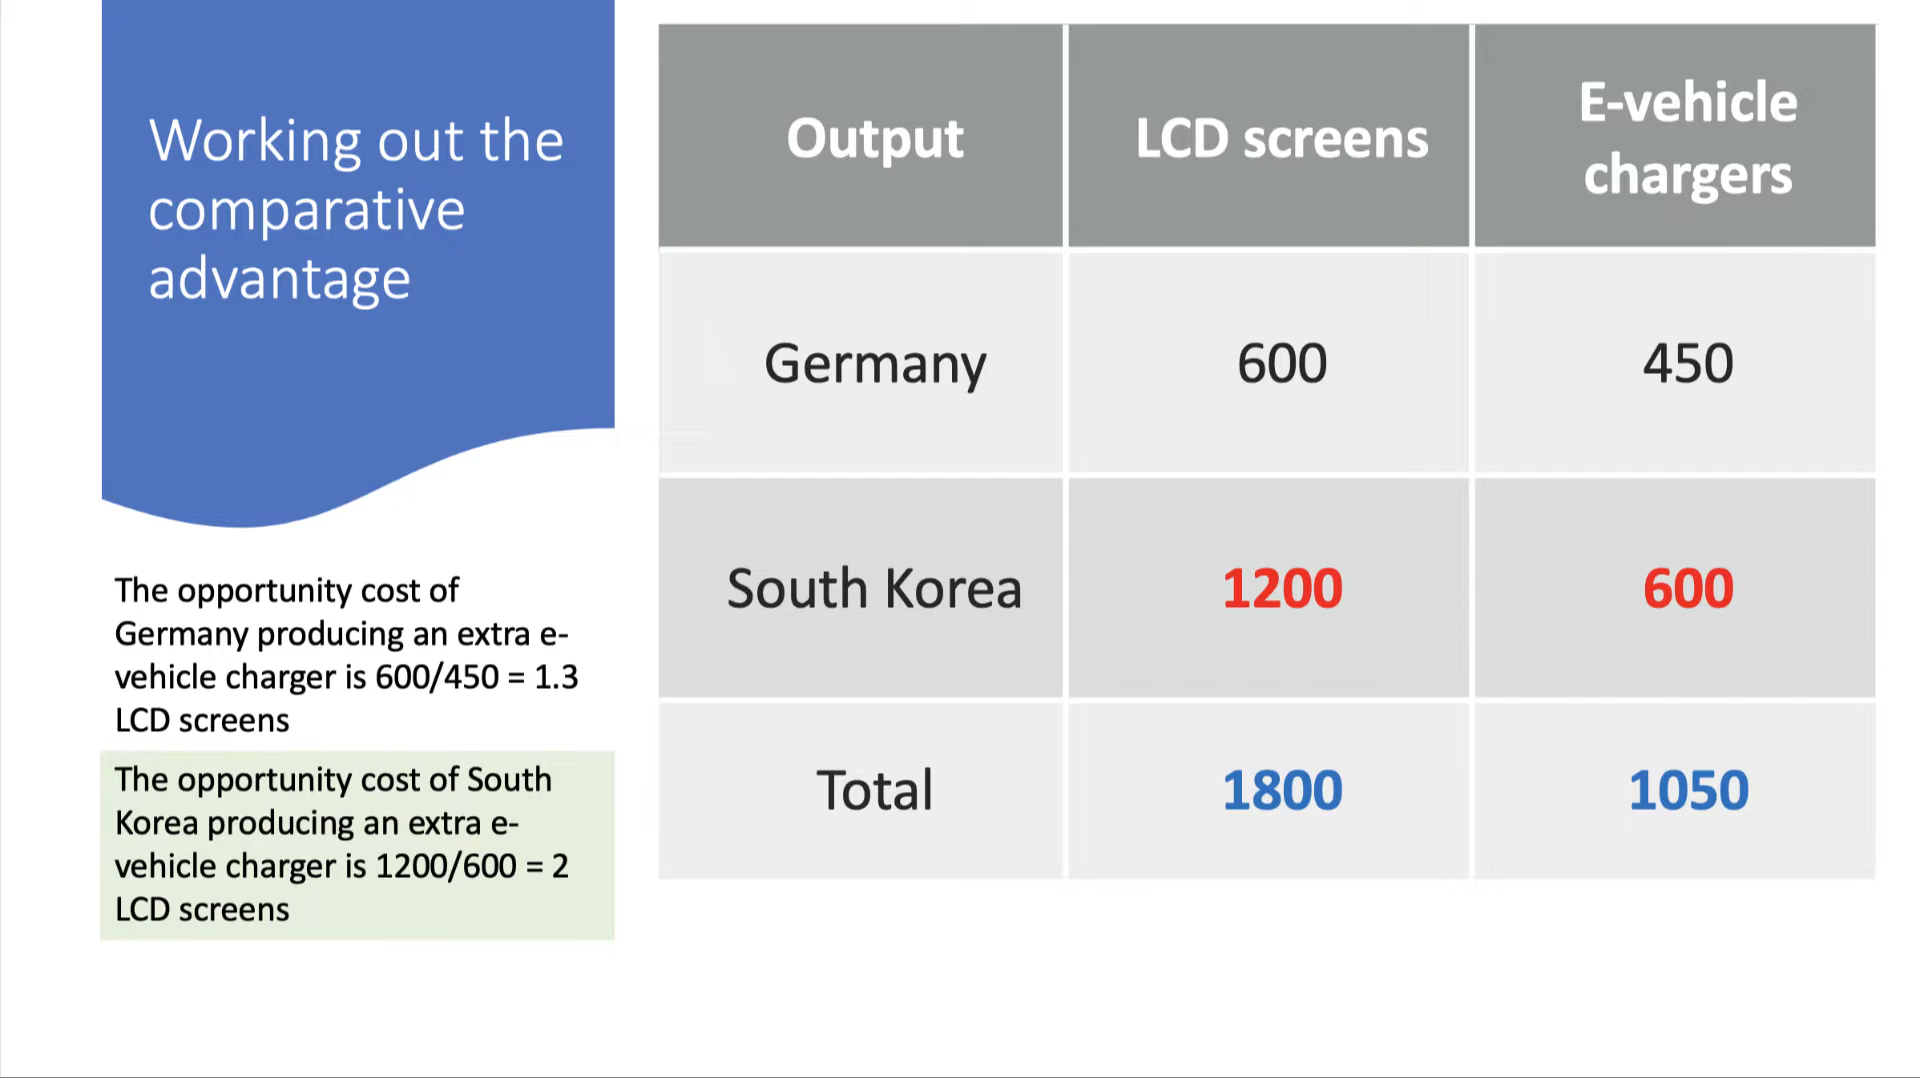 Working out the
comparative
advantage
The opportunity cost of
Germany producing an extra e-
vehicle charger is 600/450 = 1.3
LCD screens
The opportunity cost of South
Korea producing an extra e-
vehicle charger is 1200/600 = 2
LCD screens
Output LCD screens E-vehicle chargers
Germany 600 450
South Korea 1200 600
Total 1800 1050